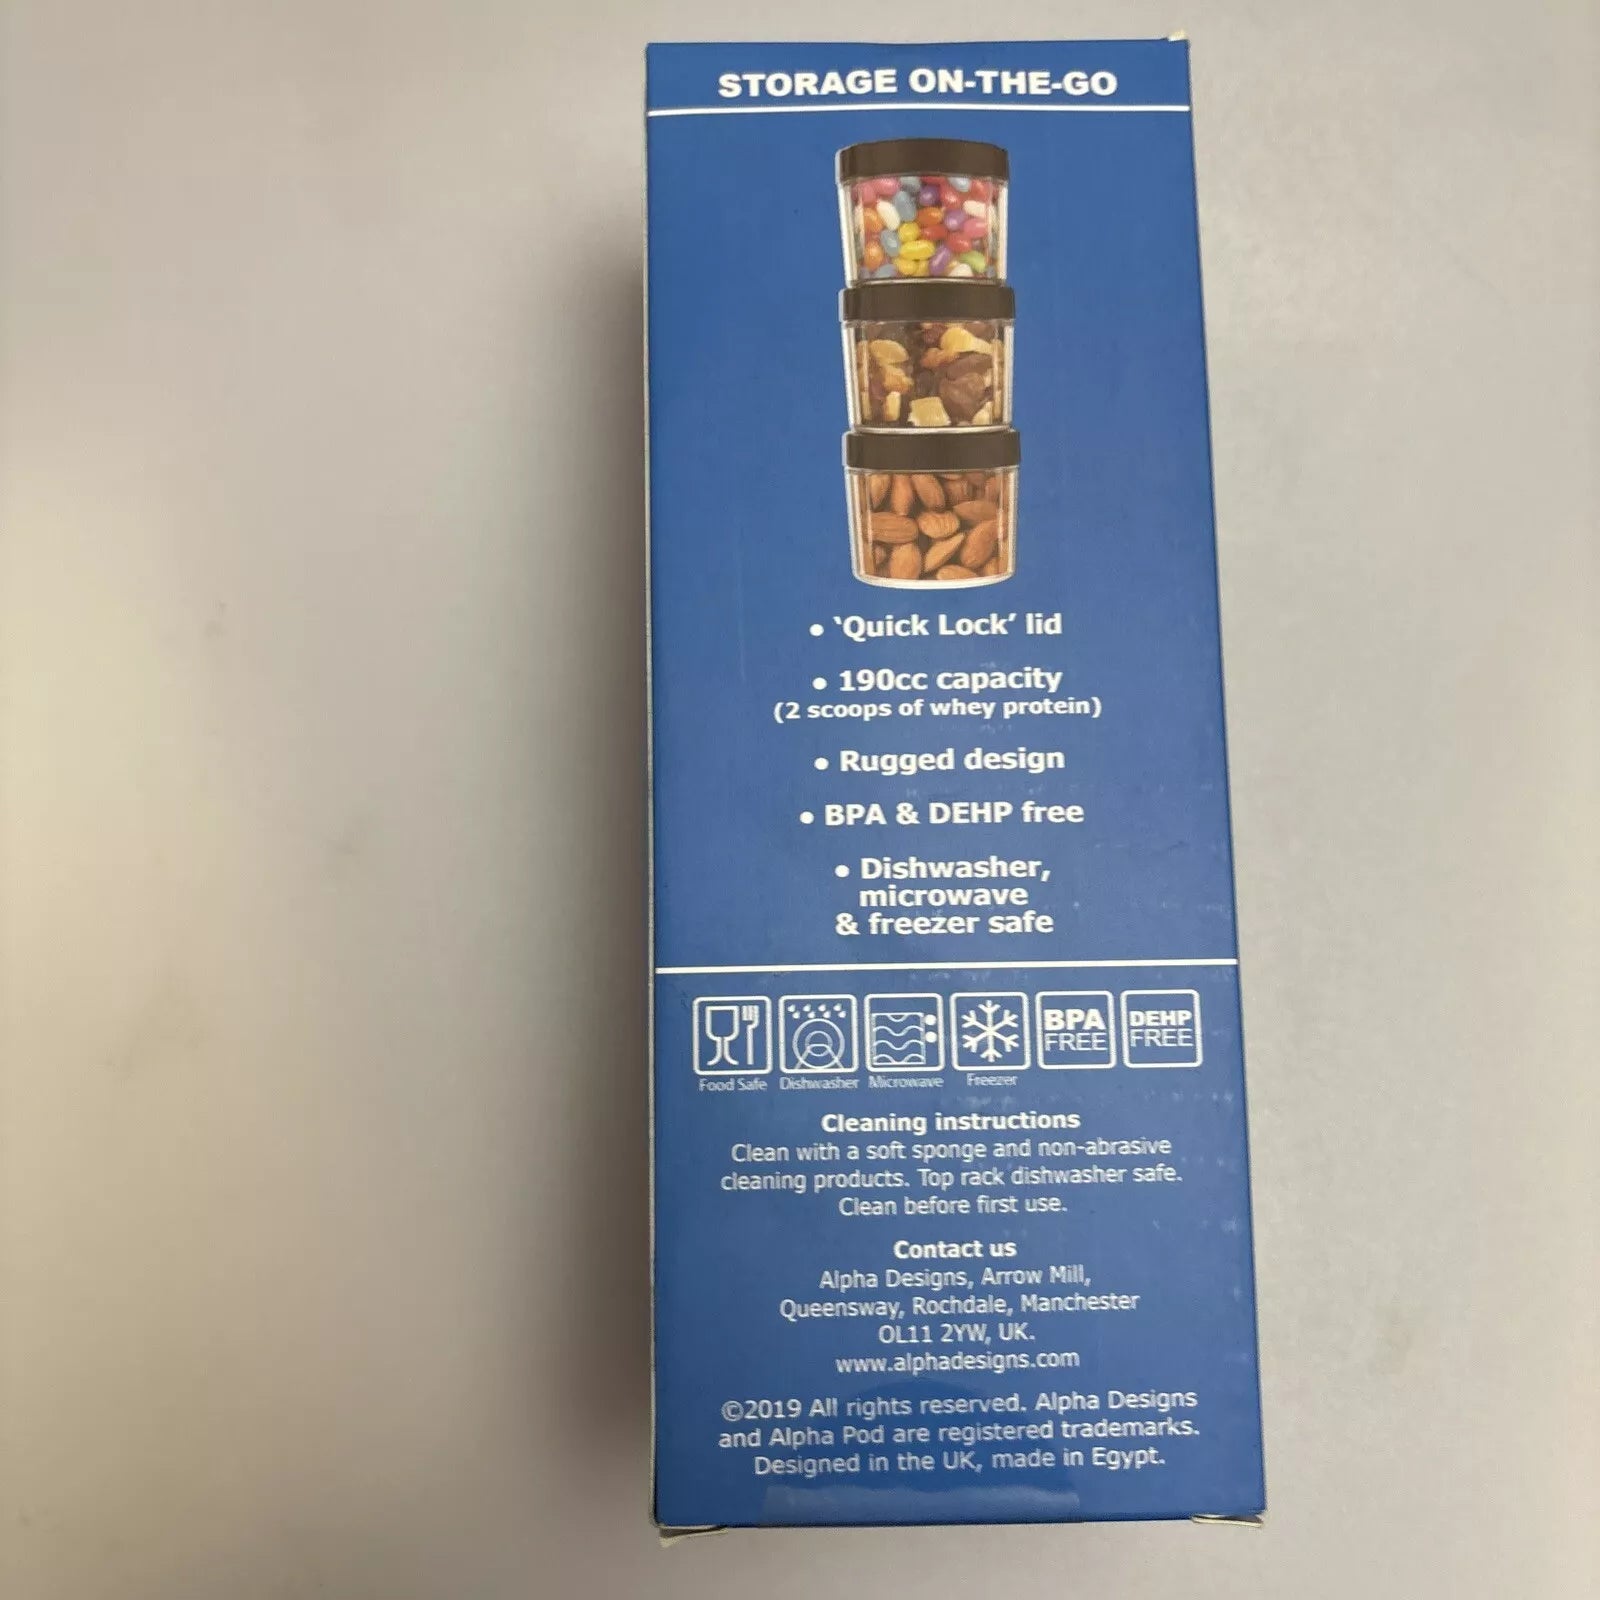 STORAGE ON-THE-GO
• ‘Quick Lock’ lid
• 190cc capacity
(2 scoops of whey protein)
• Rugged design
• BPA & DEHP free
• Dishwasher,
microwave
& freezer safe
BPA
FREE
DEHP
FREE
Food Safe
Dishwasher
Microwave
Freezer
Cleaning instructions
Clean with a soft sponge and non-abrasive
cleaning products. Top rack dishwasher safe.
Clean before first use.
Contact us
Alpha Designs, Arrow Mill,
Queensway, Rochdale, Manchester
OL11 2YW, UK.
www.alphadesigns.com
©2019 All rights reserved. Alpha Designs
and Alpha Pod are registered trademarks.
Designed in the UK, made in Egypt.